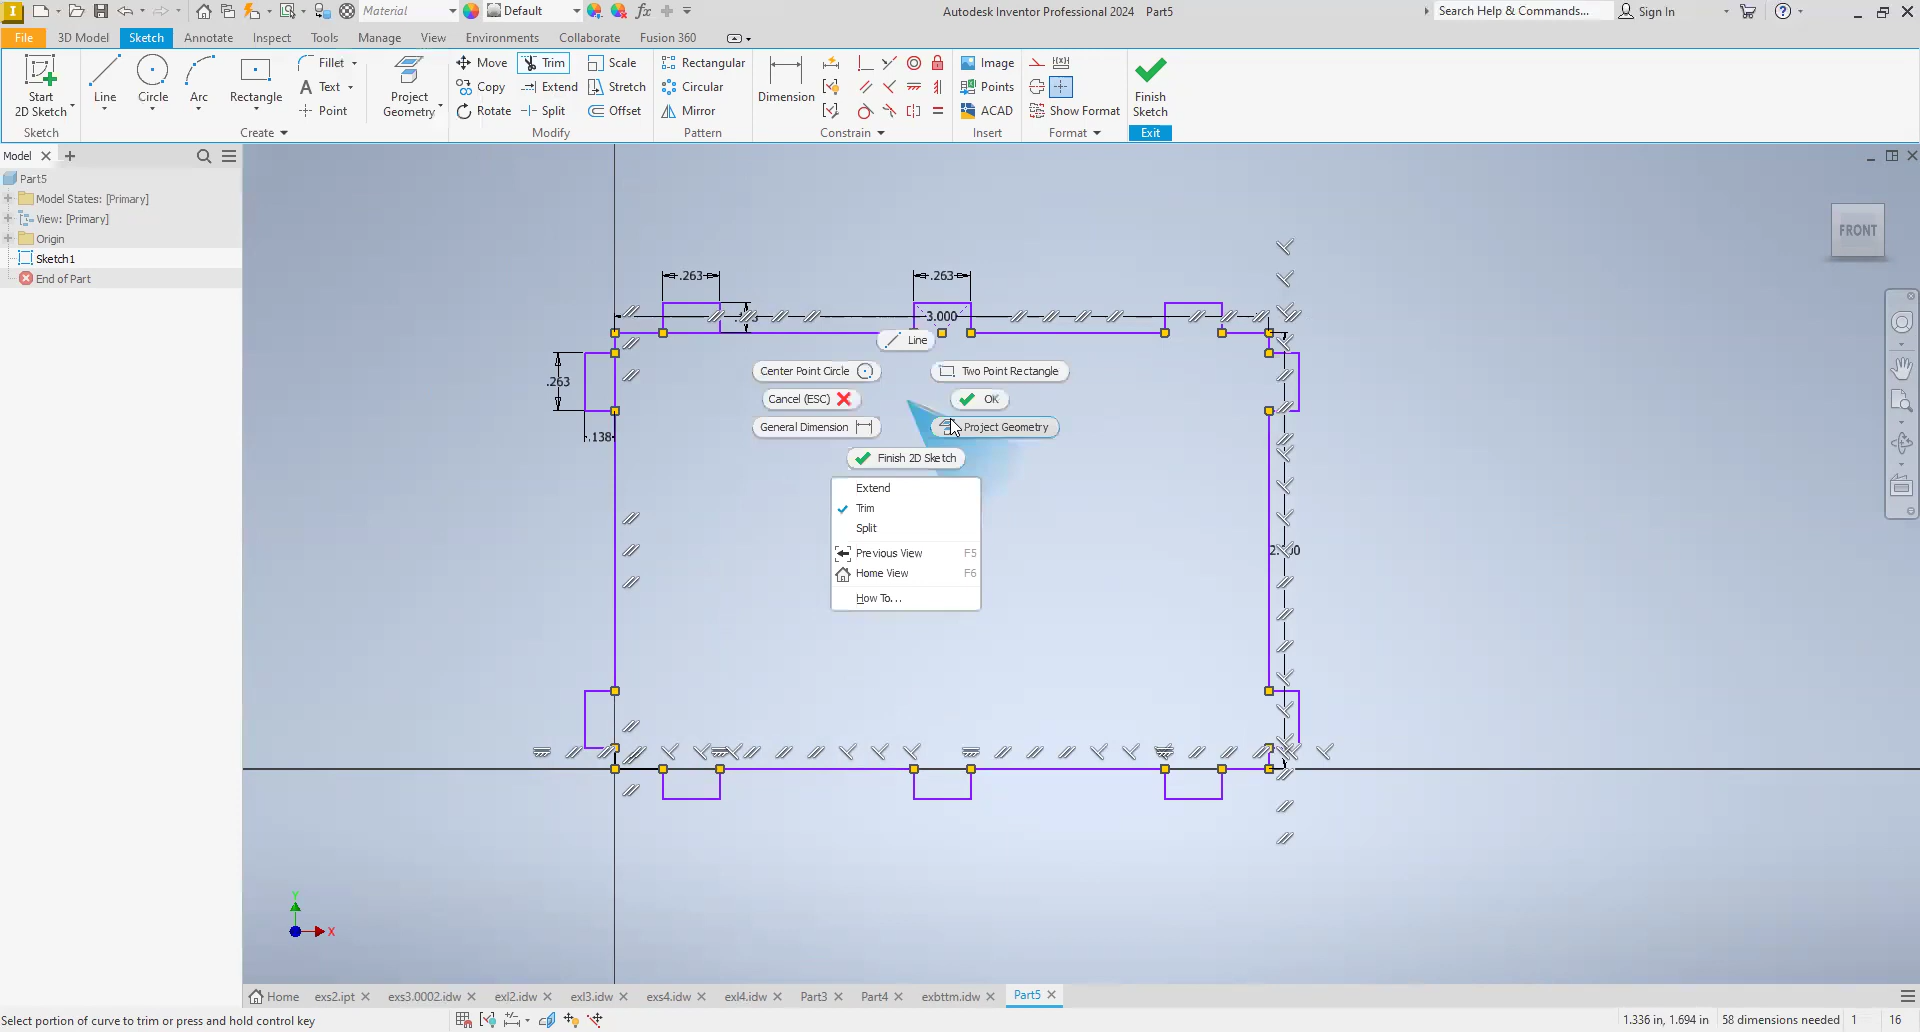 Material
Default
Autodesk Inventor Professional 2024 Part5
Search Help & Commands...
Sign In
File
3D Model
Sketch
Annotate
Inspect
Tools
Manage
View
Environments
Collaborate
Fusion 360
Start
2D Sketch
Line
Circle
Arc
Rectangle
Fillet
Text
Point
Project
Geometry
Move
Copy
Rotate
Trim
Extend
Split
Scale
Stretch
Offset
Rectangular
Circular
Mirror
Dimension
Image
Points
ACAD
Show Format
Finish
Sketch
Sketch
Create
Modify
Pattern
Constrain
Insert
Format
Exit
Model
Part5
Model States: [Primary]
View: [Primary]
Origin
Sketch1
End of Part
FRONT
.263
.263
3.000
.263
.138
Line
Center Point Circle
Two Point Rectangle
Cancel (ESC)
OK
General Dimension
Project Geometry
Finish 2D Sketch
Extend
Trim
Split
Previous View F5
Home View F6
How To...
Y
X
Home
exs2.ipt
exs3.0002.idw
exl2.idw
exl3.idw
exs4.idw
exl4.idw
Part3
Part4
exbttm.idw
Part5
Select portion of curve to trim or press and hold control key
1.336 in, 1.694 in
58 dimensions needed
1
16